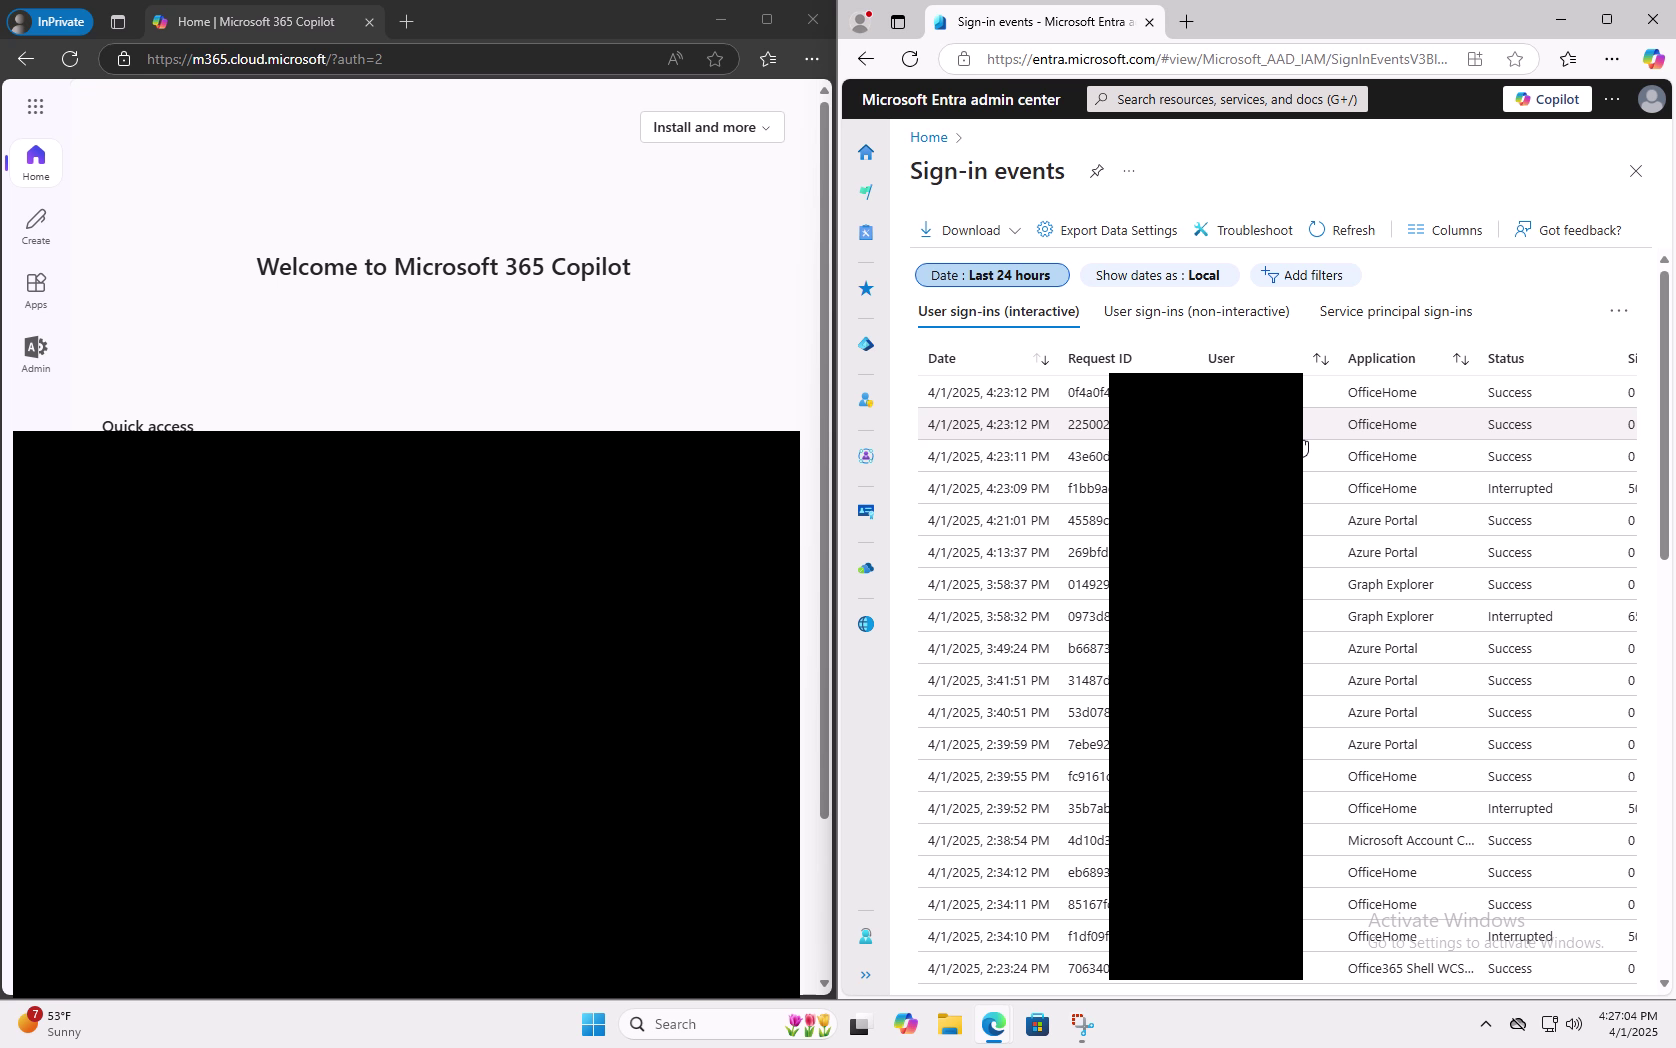 InPrivate
Home | Microsoft 365 Copilot
https://m365.cloud.microsoft/?auth=2
Install and more
Home
Create
Apps
Admin
Welcome to Microsoft 365 Copilot
Quick access
Sign-in events - Microsoft Entra a
https://entra.microsoft.com/#view/Microsoft_AAD_IAM/SignInEventsV3Bl...
Microsoft Entra admin center
Search resources, services, and docs (G+/)
Copilot
Home
Sign-in events
Download
Export Data Settings
Troubleshoot
Refresh
Columns
Got feedback?
Date : Last 24 hours
Show dates as : Local
Add filters
User sign-ins (interactive)
User sign-ins (non-interactive)
Service principal sign-ins
Date Request ID User Application Status Si
4/1/2025, 4:23:12 PM 0f4a0f4 OfficeHome Success 0
4/1/2025, 4:23:12 PM 225002 OfficeHome Success 0
4/1/2025, 4:23:11 PM 43e60d OfficeHome Success 0
4/1/2025, 4:23:09 PM f1bb9a OfficeHome Interrupted 50
4/1/2025, 4:21:01 PM 45589c Azure Portal Success 0
4/1/2025, 4:13:37 PM 269bfd Azure Portal Success 0
4/1/2025, 3:58:37 PM 014929 Graph Explorer Success 0
4/1/2025, 3:58:32 PM 0973d8 Graph Explorer Interrupted 65
4/1/2025, 3:49:24 PM b66873 Azure Portal Success 0
4/1/2025, 3:41:51 PM 31487d Azure Portal Success 0
4/1/2025, 3:40:51 PM 53d078 Azure Portal Success 0
4/1/2025, 2:39:59 PM 7ebe92 Azure Portal Success 0
4/1/2025, 2:39:55 PM fc9161c OfficeHome Success 0
4/1/2025, 2:39:52 PM 35b7ab OfficeHome Interrupted 50
4/1/2025, 2:38:54 PM 4d10d3 Microsoft Account C... Success 0
4/1/2025, 2:34:12 PM eb6893 OfficeHome Success 0
4/1/2025, 2:34:11 PM 85167f OfficeHome Success 0
4/1/2025, 2:34:10 PM f1df09f OfficeHome Interrupted 50
4/1/2025, 2:23:24 PM 706340 Office365 Shell WCS... Success 0
Activate Windows
Go to Settings to activate Windows.
7
53°F
Sunny
Search
4:27:04 PM
4/1/2025